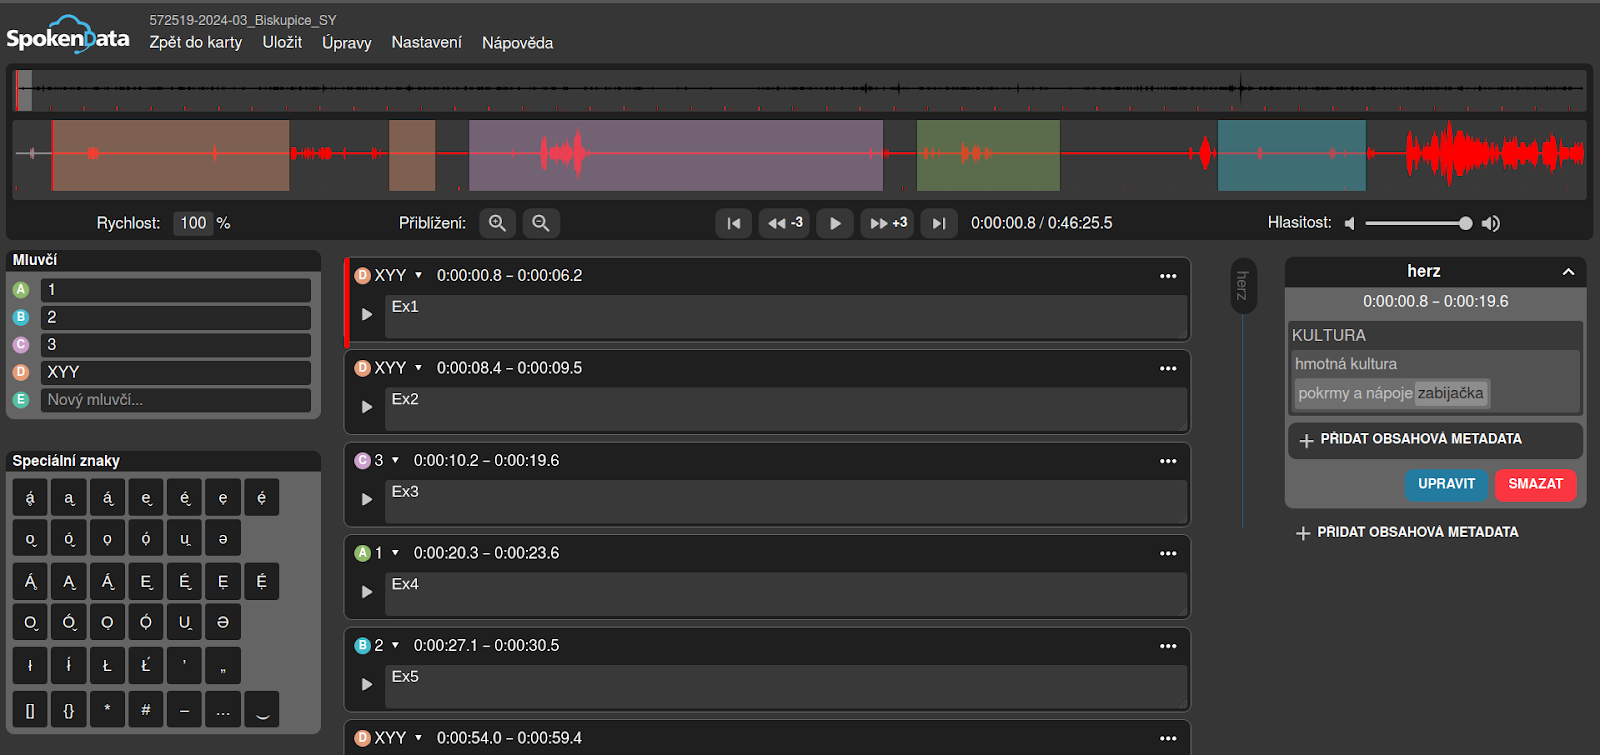 SpokenData
572519-2024-03_Biskupice_SY
Zpět do karty Uložit Úpravy Nastavení Nápověda
Rychlost: 100 %
Přiblížení:
-3
+3
0:00:00.8 / 0:46:25.5
Hlasitost:
Mluvčí
A 1
B 2
C 3
D XYY
E Nový mluvčí...
Speciální znaky
[] {} * # – ... ‿
D XYY 0:00:00.8 – 0:00:06.2
Ex1
D XYY 0:00:08.4 – 0:00:09.5
Ex2
C 3 0:00:10.2 – 0:00:19.6
Ex3
A 1 0:00:20.3 – 0:00:23.6
Ex4
B 2 0:00:27.1 – 0:00:30.5
Ex5
D XYY 0:00:54.0 – 0:00:59.4
herz
herz
0:00:00.8 – 0:00:19.6
KULTURA
hmotná kultura
pokrmy a nápoje zabijačka
PŘIDAT OBSAHOVÁ METADATA
UPRAVIT SMAZAT
PŘIDAT OBSAHOVÁ METADATA